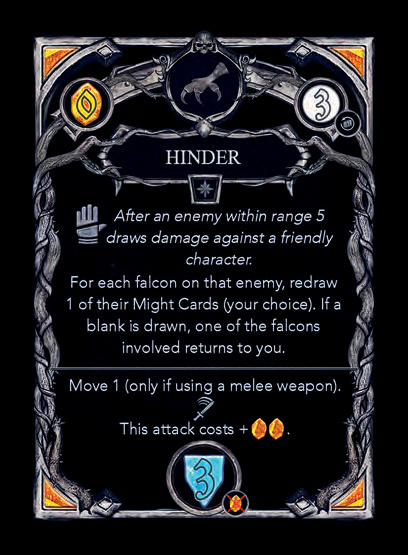 0
3
HINDER
After an enemy within range 5
draws damage against a friendly
character.
For each falcon on that enemy, redraw
1 of their Might Cards (your choice). If a
blank is drawn, one of the falcons
involved returns to you.
Move 1 (only if using a melee weapon).
This attack costs + .
3